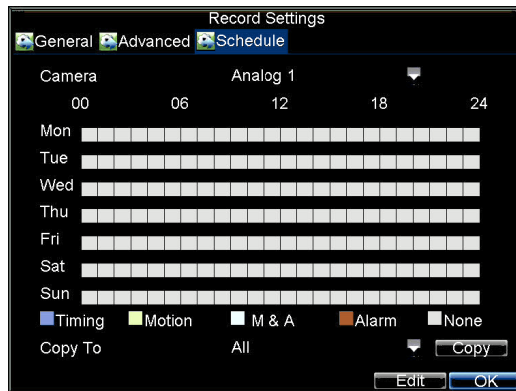 Record Settings
General Advanced Schedule
Camera Analog 1
00 06 12 18 24
Mon
Tue
Wed
Thu
Fri
Sat
Sun
Timing Motion M & A Alarm None
Copy To All Copy
Edit OK